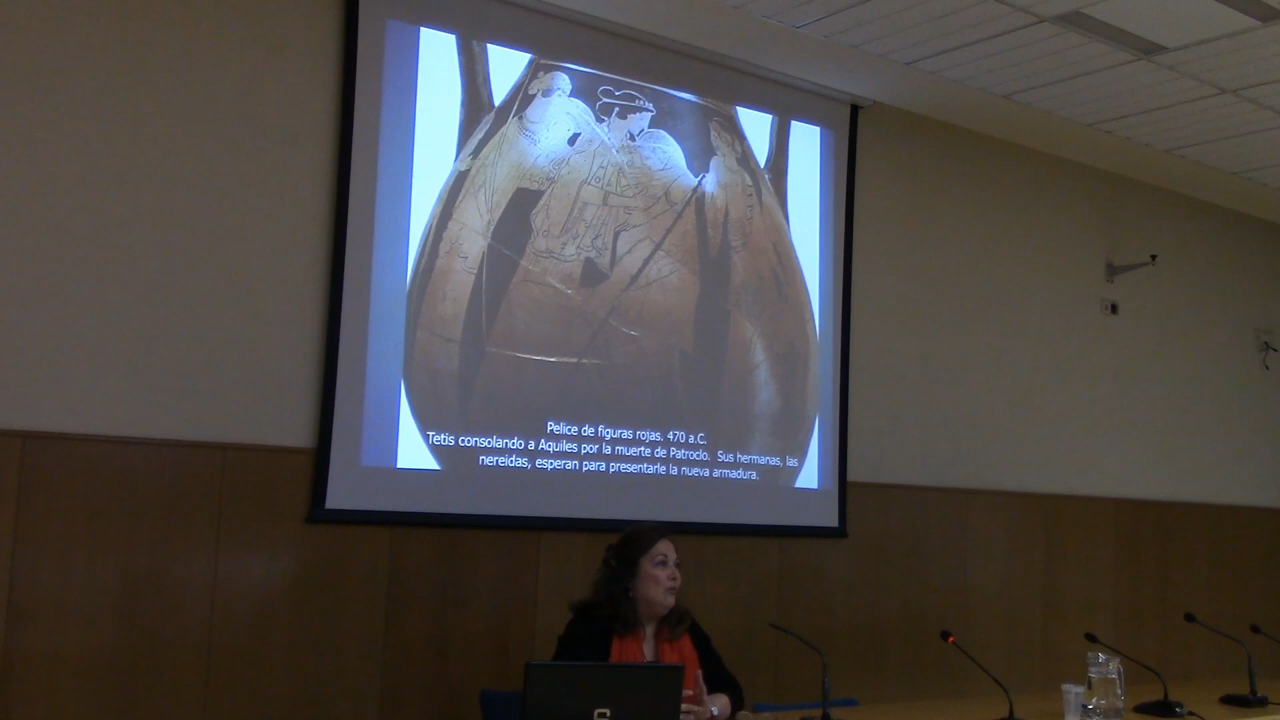 Pelice de figuras rojas. 470 a.C.
Tetis consolando a Aquiles por la muerte de Patroclo. Sus hermanas, las
nereidas, esperan para presentarle la nueva armadura.